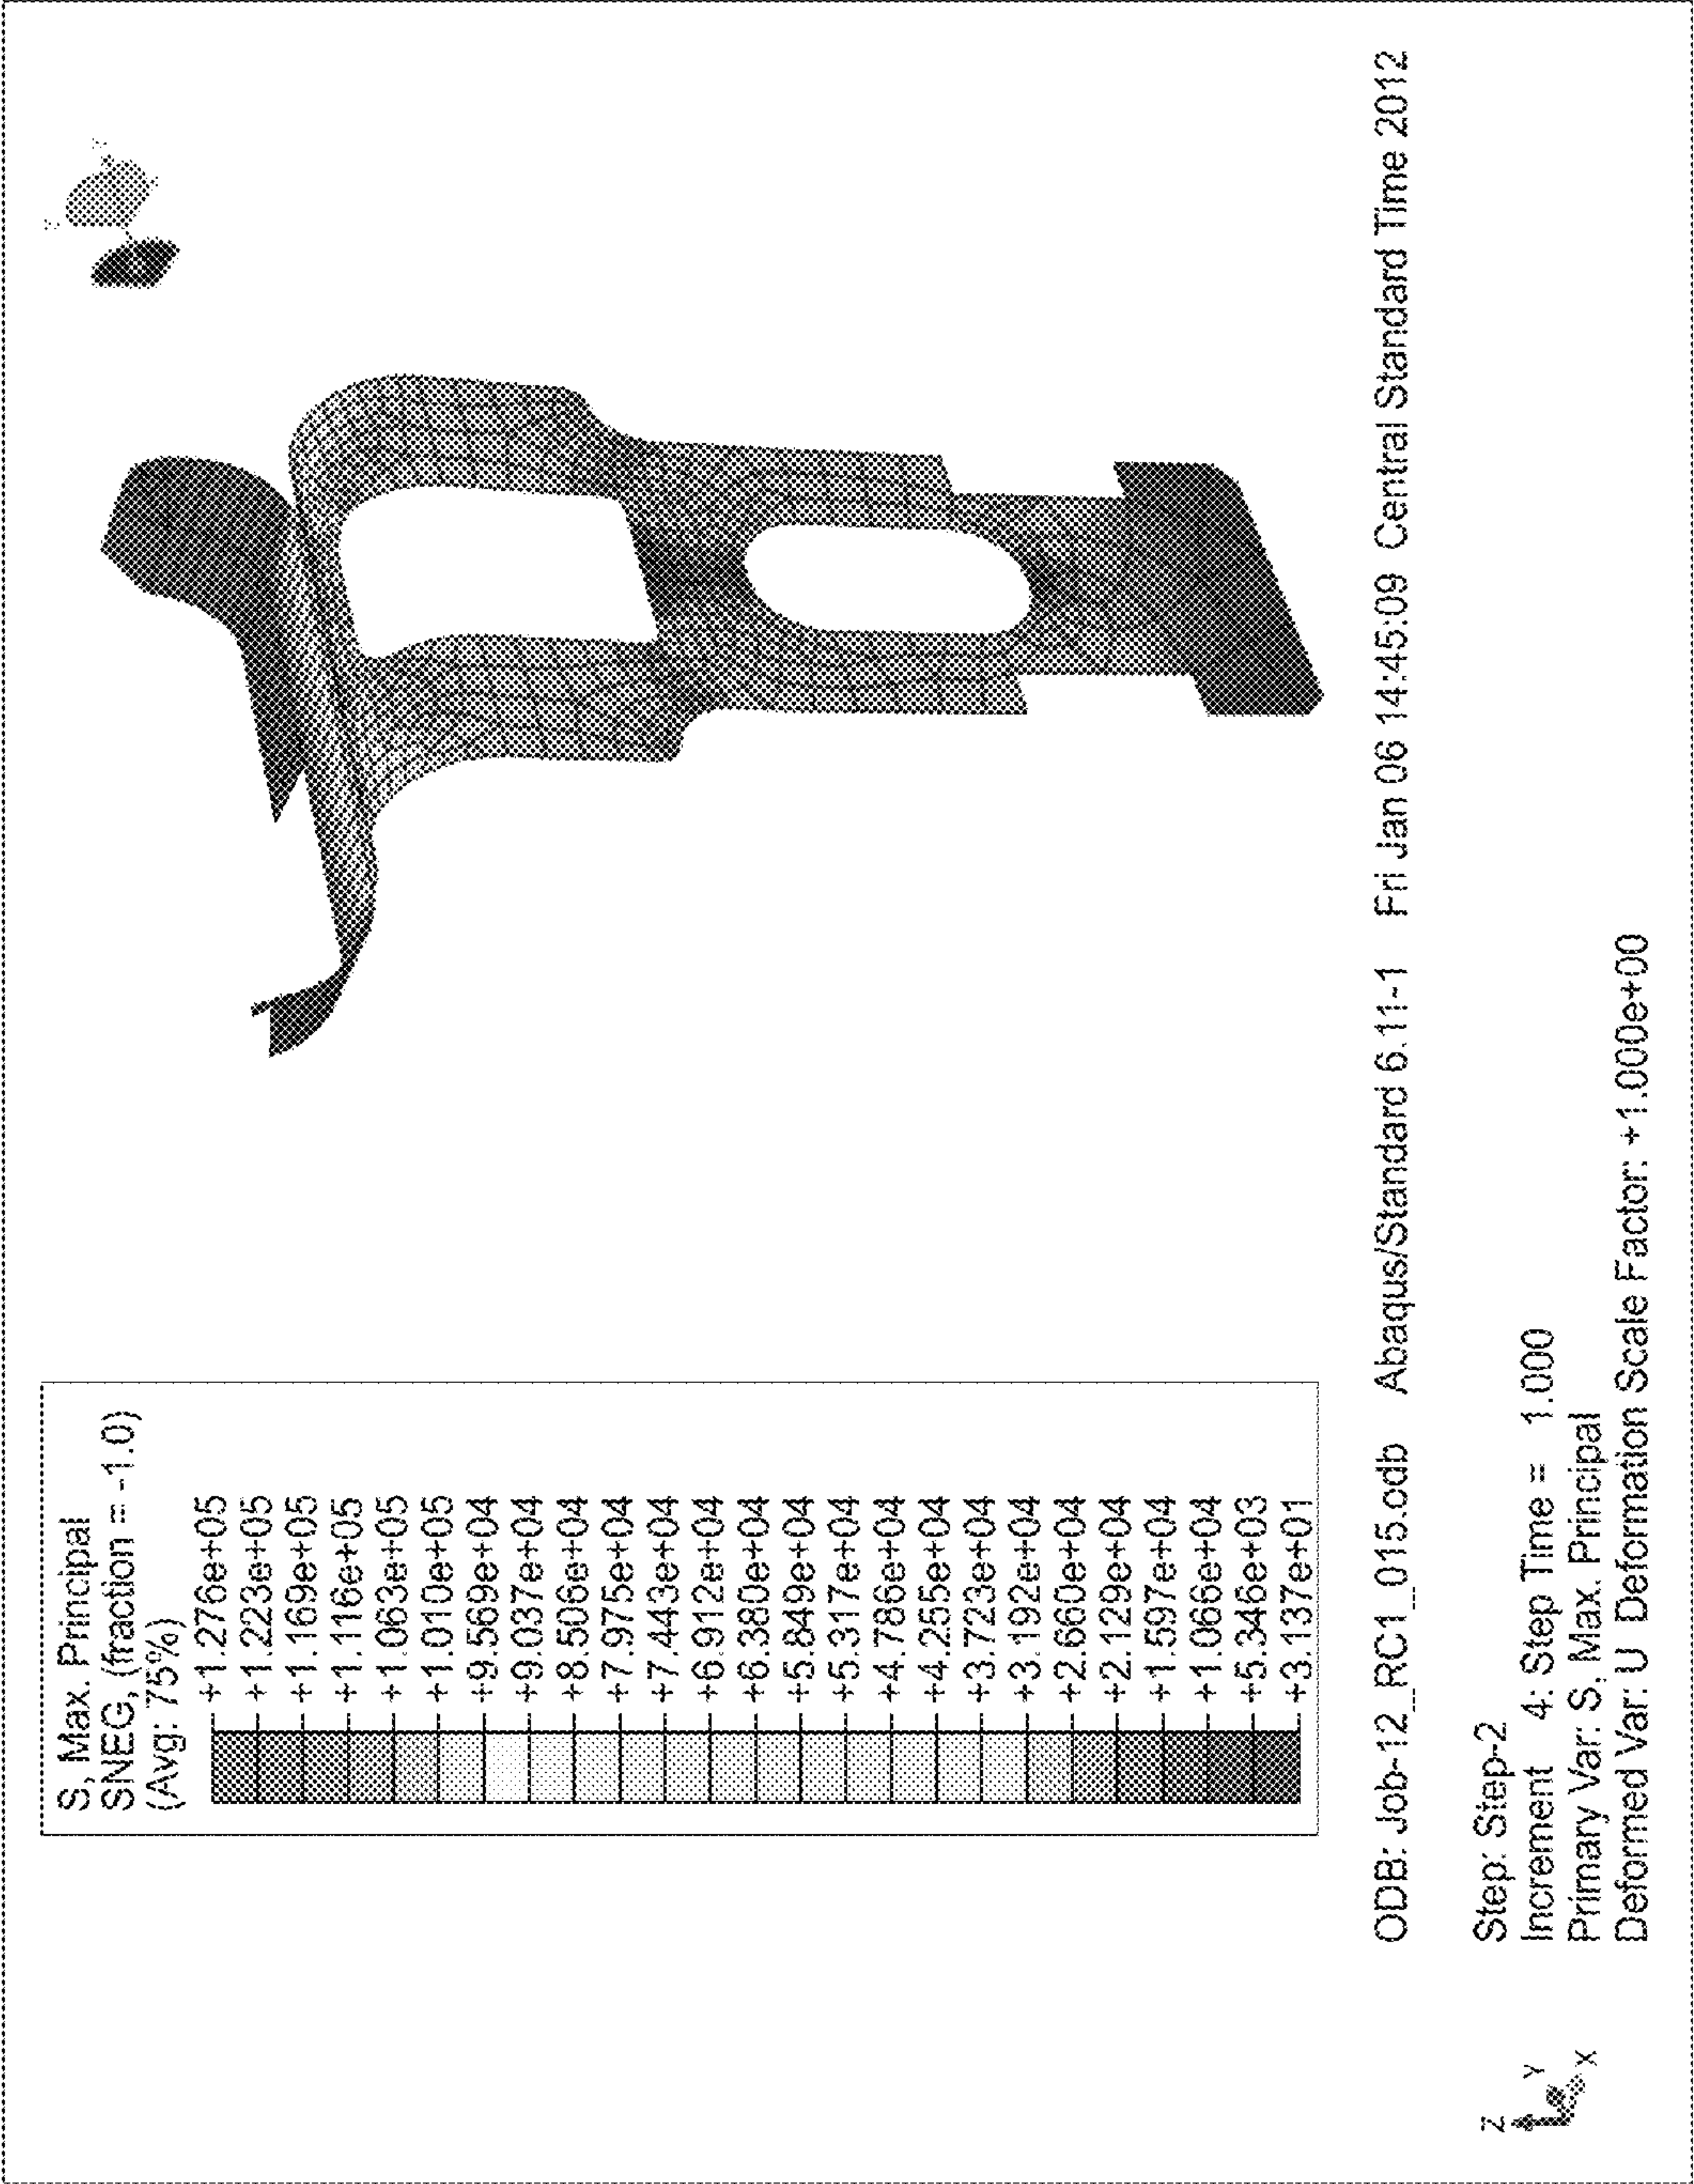 S, Max. Principal
SNEG, (fraction = -1.0)
(Avg: 75%)
+1.276e+05
+1.223e+05
+1.169e+05
+1.116e+05
+1.063e+05
+1.010e+05
+9.569e+04
+9.037e+04
+8.506e+04
+7.975e+04
+7.443e+04
+6.912e+04
+6.380e+04
+5.849e+04
+5.317e+04
+4.786e+04
+4.255e+04
+3.723e+04
+3.192e+04
+2.660e+04
+2.129e+04
+1.597e+04
+1.066e+04
+5.346e+03
+3.137e+01
ODB: Job-12_RC1_015.odb Abaqus/Standard 6.11-1 Fri Jan 06 14:45:09 Central Standard Time 2012
Step: Step-2
Increment 4: Step Time = 1.000
Primary Var: S, Max. Principal
Deformed Var: U Deformation Scale Factor: +1.000e+00
Z
Y
X